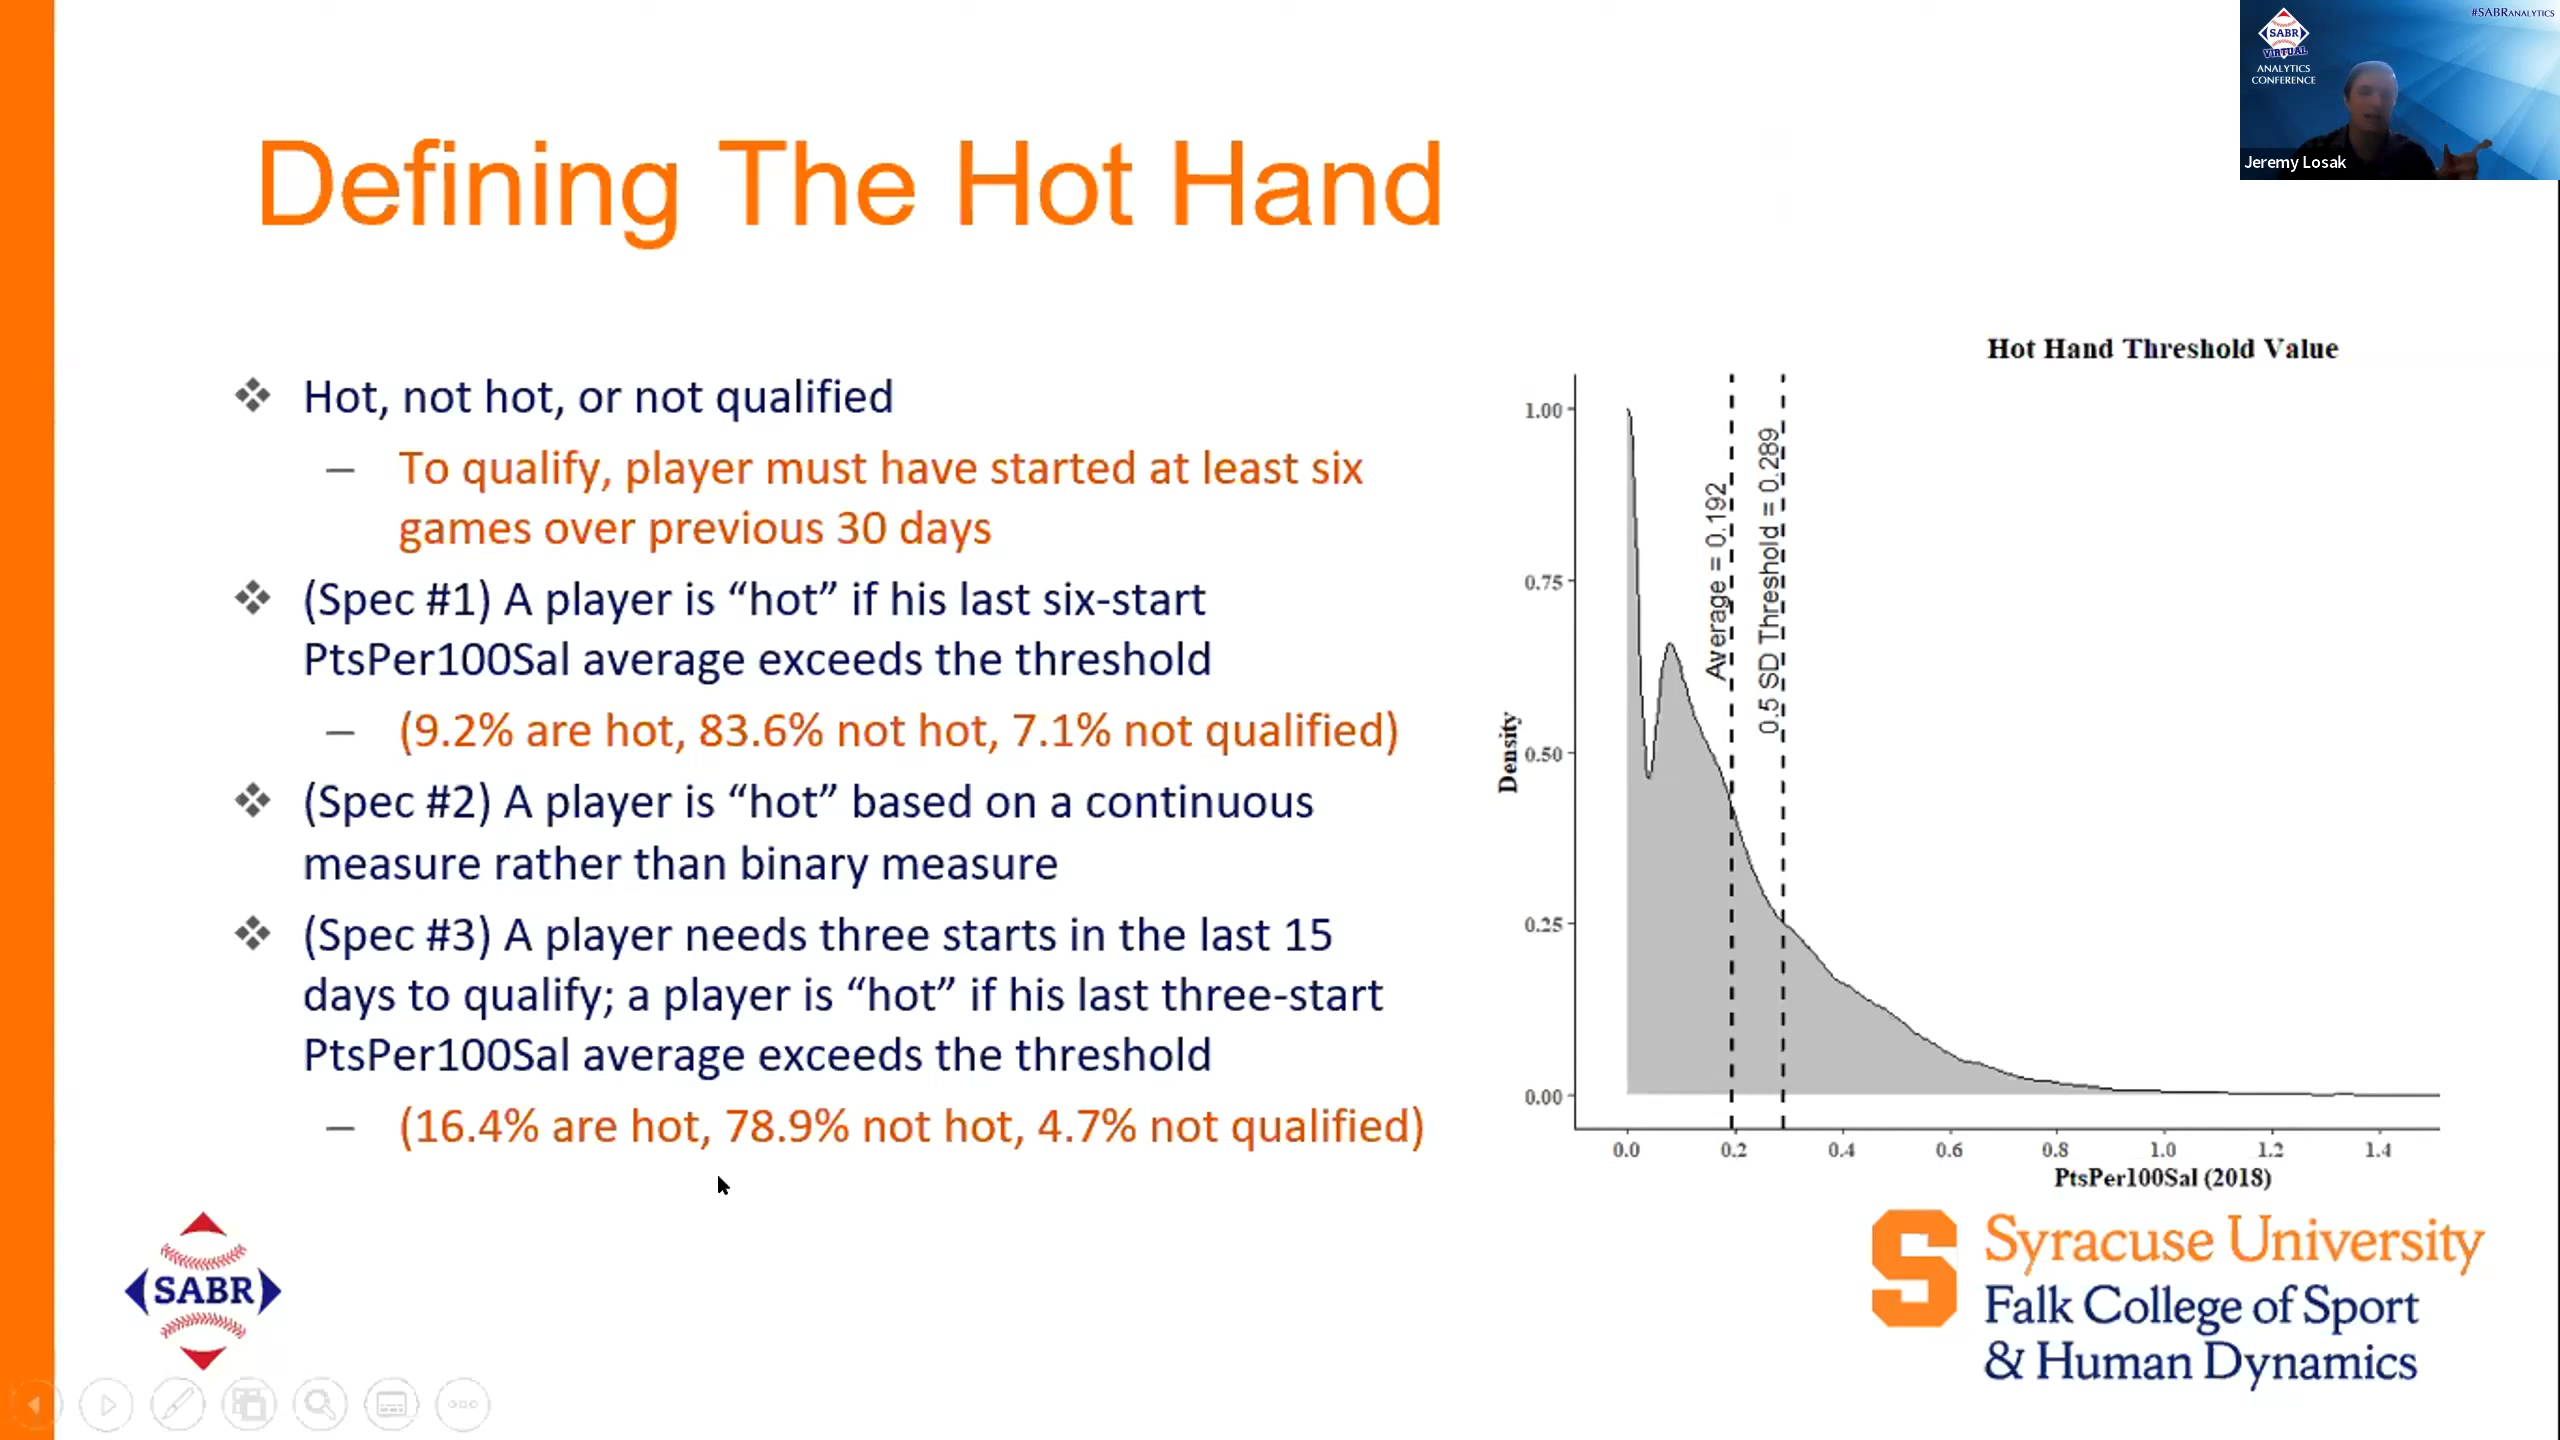 #SABRANALYTICS
SABR
VIRTUAL
ANALYTICS
CONFERENCE
Jeremy Losak
Defining The Hot Hand
Hot, not hot, or not qualified
– To qualify, player must have started at least six
games over previous 30 days
(Spec #1) A player is “hot” if his last six-start
PtsPer100Sal average exceeds the threshold
– (9.2% are hot, 83.6% not hot, 7.1% not qualified)
(Spec #2) A player is “hot” based on a continuous
measure rather than binary measure
(Spec #3) A player needs three starts in the last 15
days to qualify; a player is “hot” if his last three-start
PtsPer100Sal average exceeds the threshold
– (16.4% are hot, 78.9% not hot, 4.7% not qualified)
Hot Hand Threshold Value
Density
1.00
0.75
0.50
0.25
0.00
Average = 0.192
0.5 SD Threshold = 0.289
0.0 0.2 0.4 0.6 0.8 1.0 1.2 1.4
PtsPer100Sal (2018)
SABR
S
Syracuse University
Falk College of Sport
& Human Dynamics